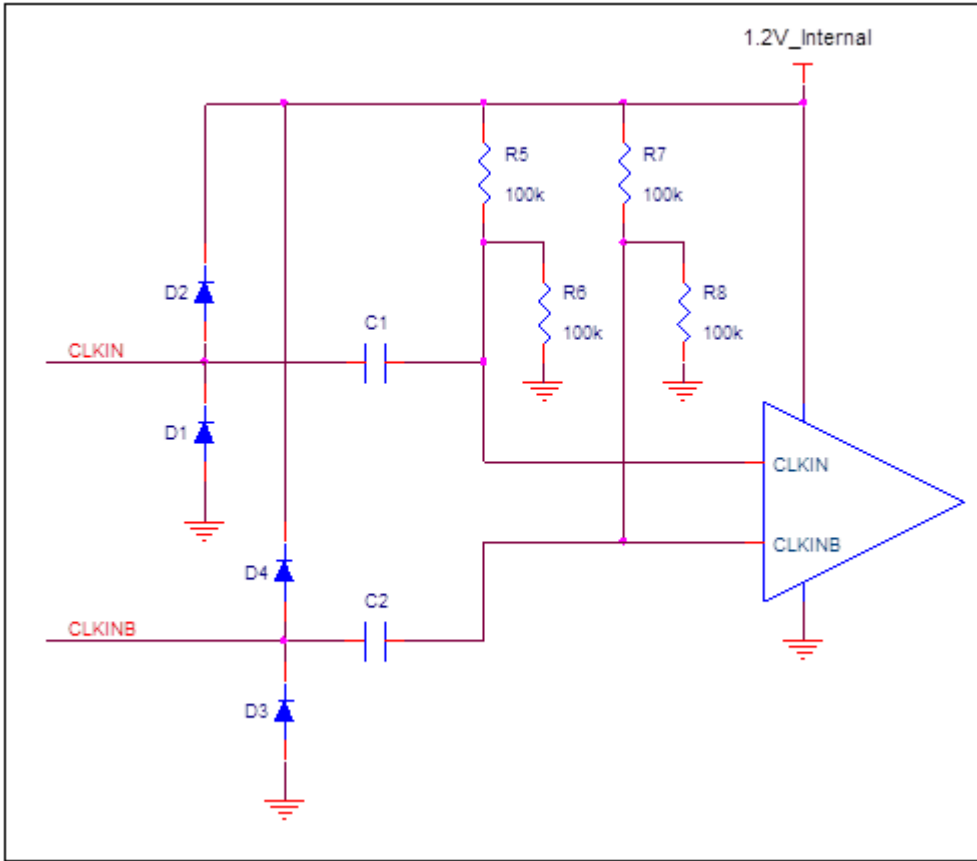 1.2V_Internal
R5
100k
R7
100k
D2
R6
100k
R8
100k
C1
CLKIN
D1
CLKIN
CLKINB
D4
C2
CLKINB
D3